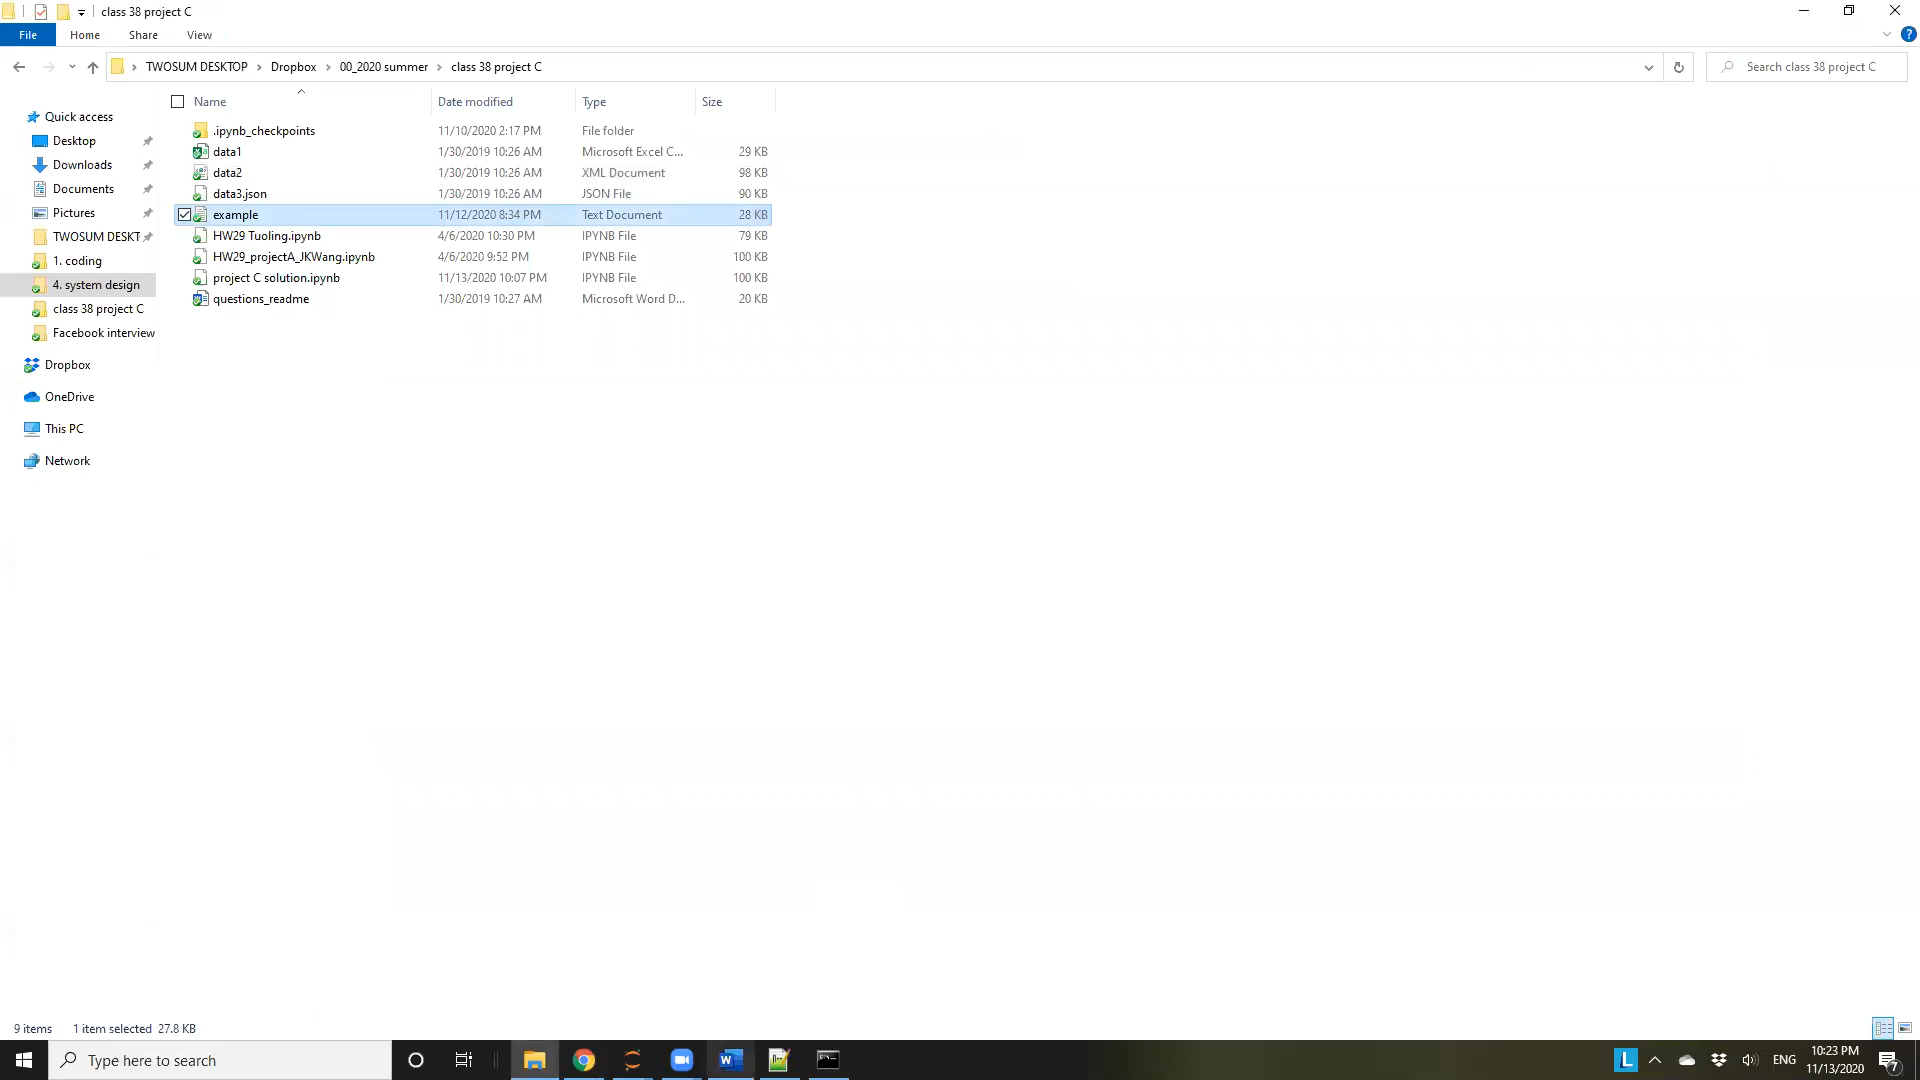 class 38 project C
File Home Share View
TWOSUM DESKTOP Dropbox 00_2020 summer class 38 project C
Search class 38 project C
Name Date modified Type Size
.ipynb_checkpoints 11/10/2020 2:17 PM File folder
data1 1/30/2019 10:26 AM Microsoft Excel C... 29 KB
data2 1/30/2019 10:26 AM XML Document 98 KB
data3.json 1/30/2019 10:26 AM JSON File 90 KB
example 11/12/2020 8:34 PM Text Document 28 KB
HW29 Tuoling.ipynb 4/6/2020 10:30 PM IPYNB File 79 KB
HW29_projectA_JKWang.ipynb 4/6/2020 9:52 PM IPYNB File 100 KB
project C solution.ipynb 11/13/2020 10:07 PM IPYNB File 100 KB
questions_readme 1/30/2019 10:27 AM Microsoft Word D... 20 KB
Quick access
Desktop
Downloads
Documents
Pictures
TWOSUM DESKT
1. coding
4. system design
class 38 project C
Facebook interview
Dropbox
OneDrive
This PC
Network
9 items 1 item selected 27.8 KB
Type here to search
L
ENG
10:23 PM
11/13/2020
7